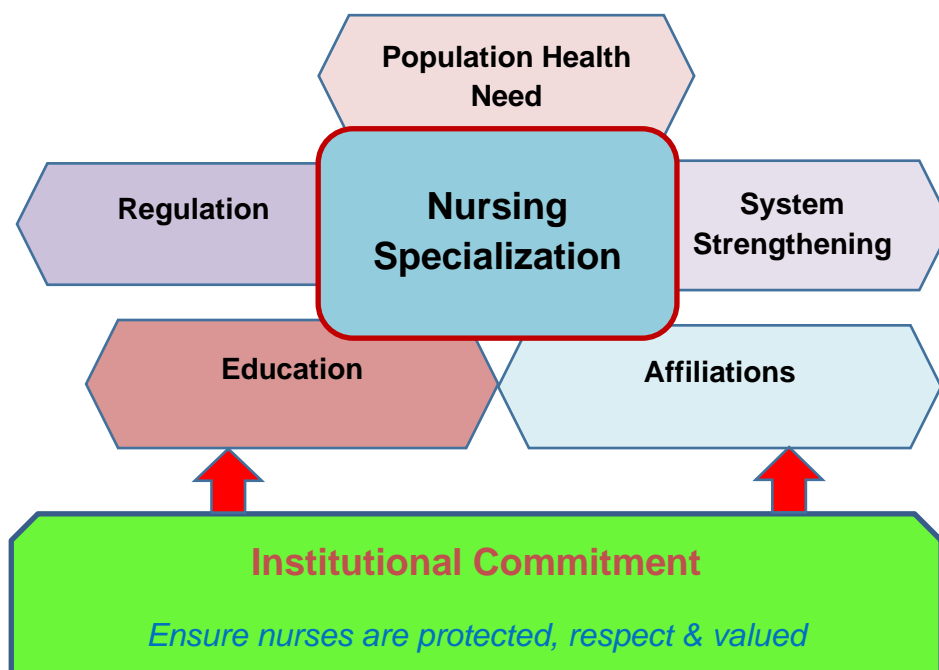 Population Health
Need
Regulation
Nursing
Specialization
System
Strengthening
Education
Affiliations
Institutional Commitment
Ensure nurses are protected, respect & valued